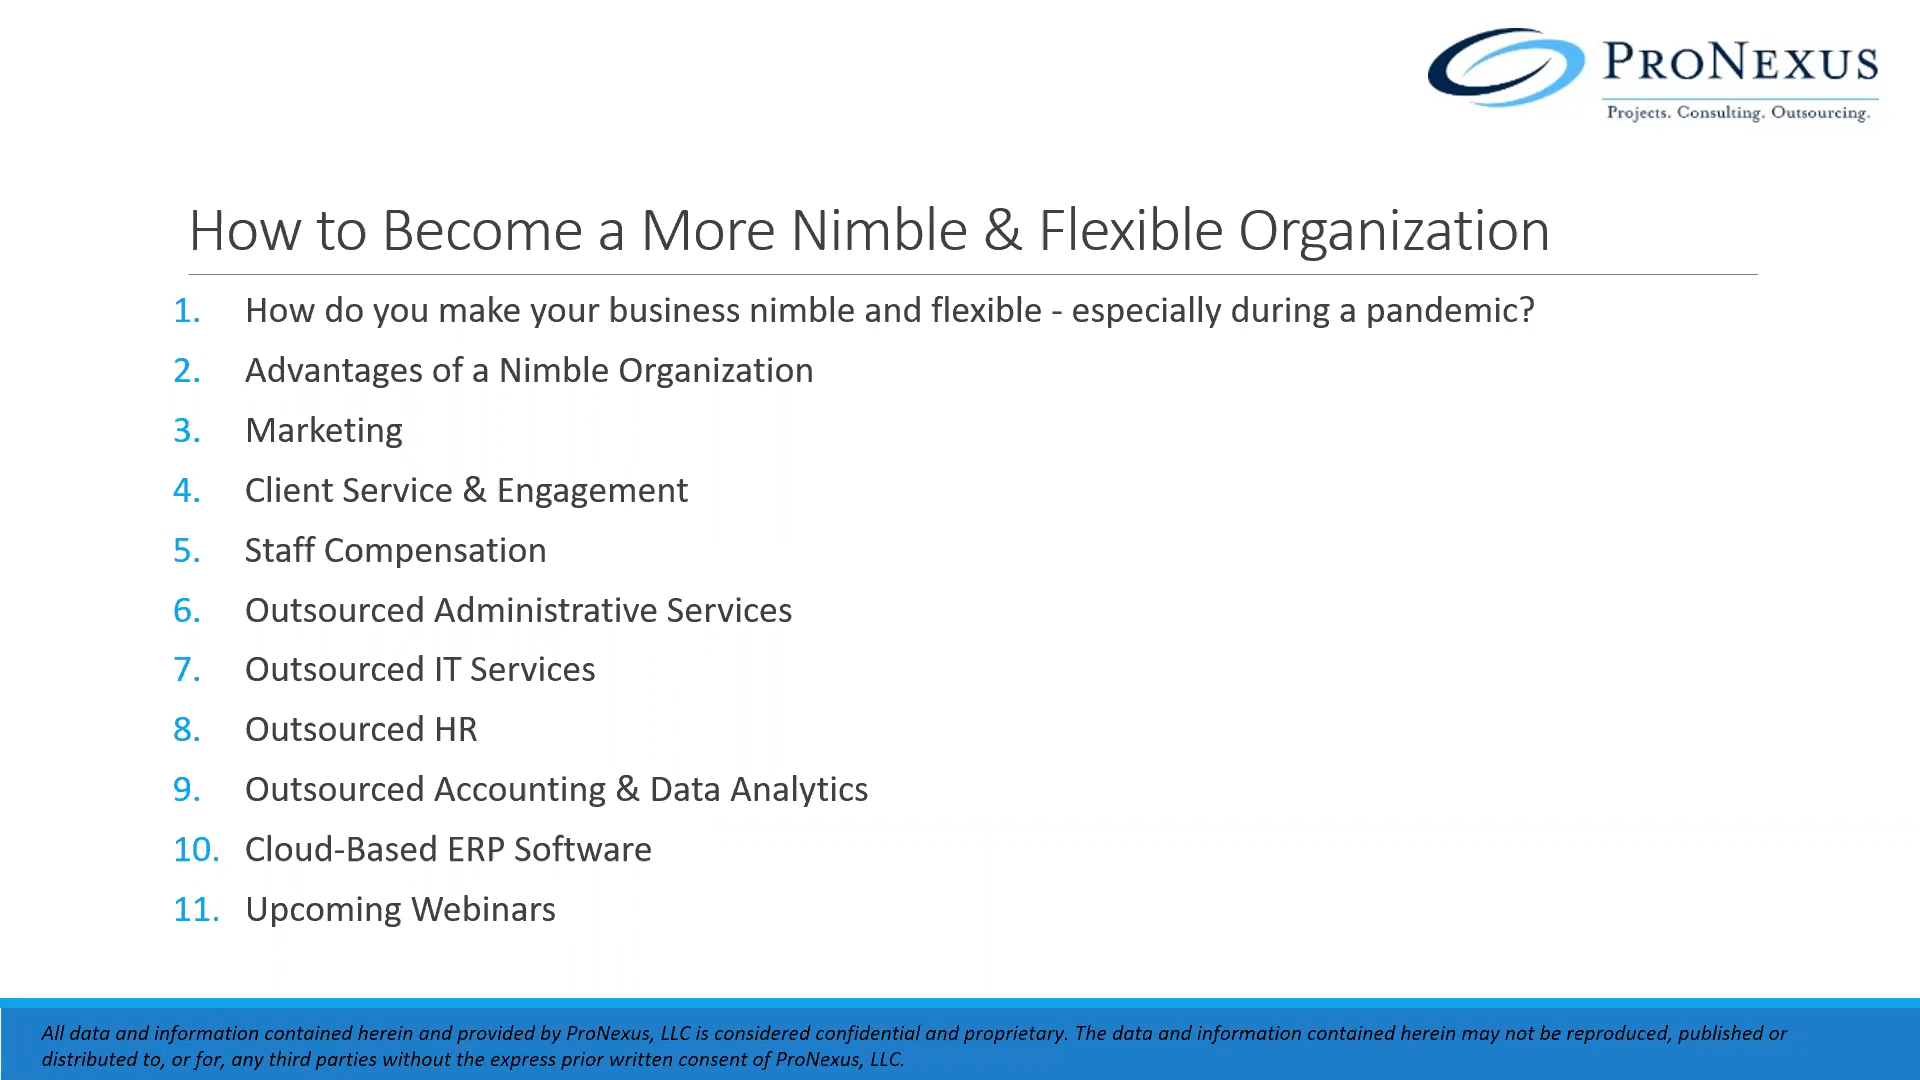 PRONEXUS
Projects. Consulting. Outsourcing.
How to Become a More Nimble & Flexible Organization
1. How do you make your business nimble and flexible - especially during a pandemic?
2. Advantages of a Nimble Organization
3. Marketing
4. Client Service & Engagement
5. Staff Compensation
6. Outsourced Administrative Services
7. Outsourced IT Services
8. Outsourced HR
9. Outsourced Accounting & Data Analytics
10. Cloud-Based ERP Software
11. Upcoming Webinars
All data and information contained herein and provided by ProNexus, LLC is considered confidential and proprietary. The data and information contained herein may not be reproduced, published or
distributed to, or for, any third parties without the express prior written consent of ProNexus, LLC.